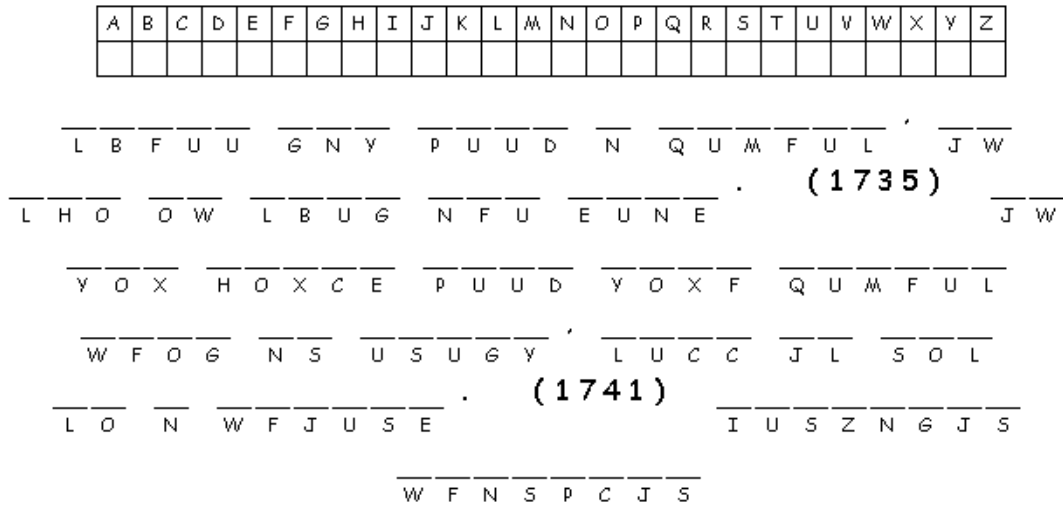 A B C D E F G H I J K L M N O P Q R S T U V W X Y Z
L B F U U G N Y P U U D N Q U M F U L ' J W
L H O O W L B U G N F U E U N E . (1735) J W
Y O X H O X C E P U U D Y O X F Q U M F U L
W F O G N S U S U G Y ' L U C C J L S O L
L O N W F J U S E . (1741) I U S Z N G J S
W F N S P C J S